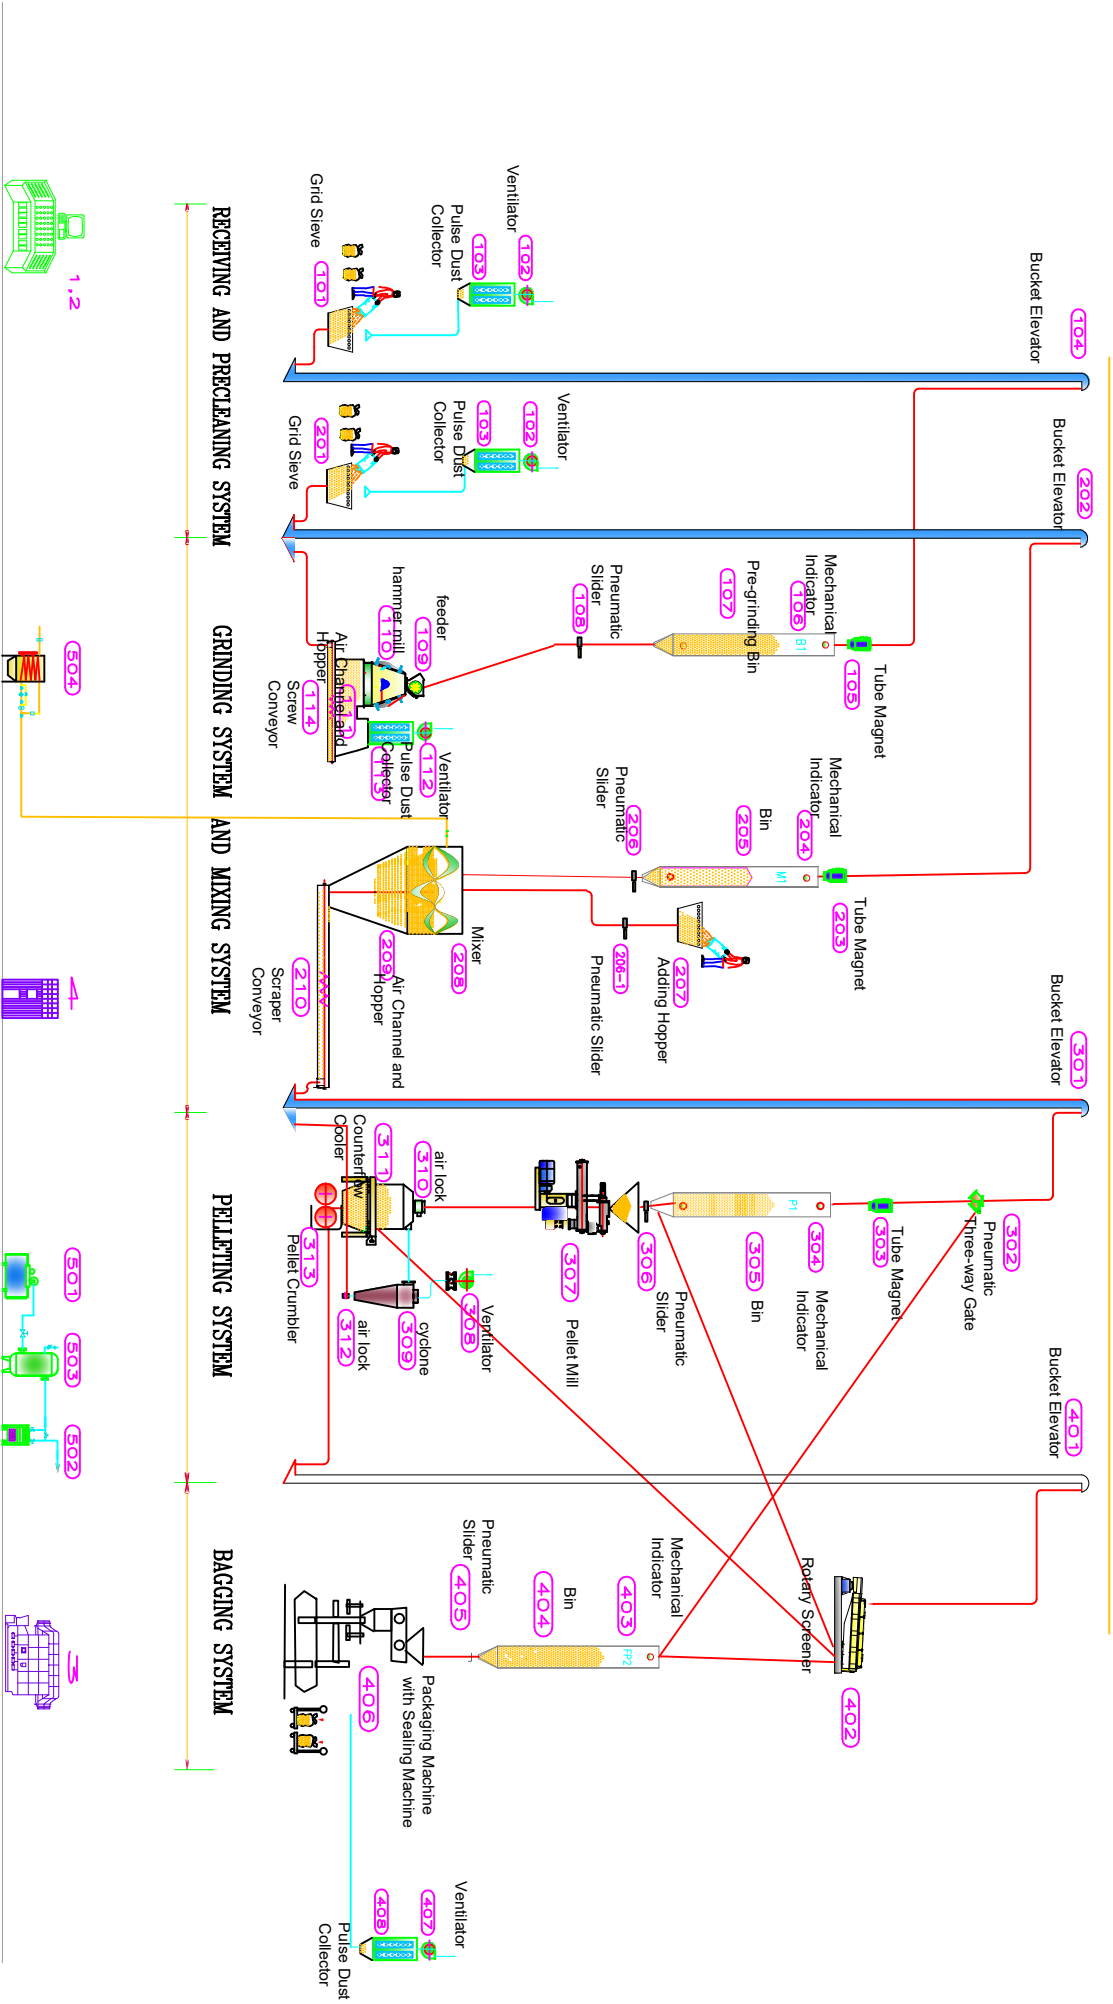 Bucket Elevator
104
Bucket Elevator
202
Bucket Elevator
301
Bucket Elevator
401
Ventilator
102
Pulse Dust
Collector
103
Grid Sieve
101
Ventilator
102
Pulse Dust
Collector
103
Grid Sieve
201
Tube Magnet
105
Mechanical
Indicator
106
B1
Pre-grinding Bin
107
Pneumatic
Slider
108
feeder
109
hammer mill
110
Air Channel and
Hopper
111
Ventilator
112
Pulse Dust
Collector
113
Screw
Conveyor
114
Tube Magnet
203
Mechanical
Indicator
204
M1
Bin
205
Pneumatic
Slider
206
Pneumatic Slider
206-1
Adding Hopper
207
Mixer
208
Air Channel and
Hopper
209
Scraper
Conveyor
210
Pneumatic
Three-way Gate
302
Tube Magnet
303
Mechanical
Indicator
304
P1
Bin
305
Pneumatic
Slider
306
Pellet Mill
307
Ventilator
308
cyclone
309
air lock
310
Counterflow
Cooler
311
air lock
312
Pellet Crumbler
313
Rotary Screener
402
Mechanical
Indicator
403
FP2
Bin
404
Pneumatic
Slider
405
Packaging Machine
with Sealing Machine
406
Ventilator
407
Pulse Dust
Collector
408
RECEIVING AND PRECLEANING SYSTEM
GRINDING SYSTEM AND MIXING SYSTEM
PELLETING SYSTEM
BAGGING SYSTEM
1,2
504
4
501
503
502
3